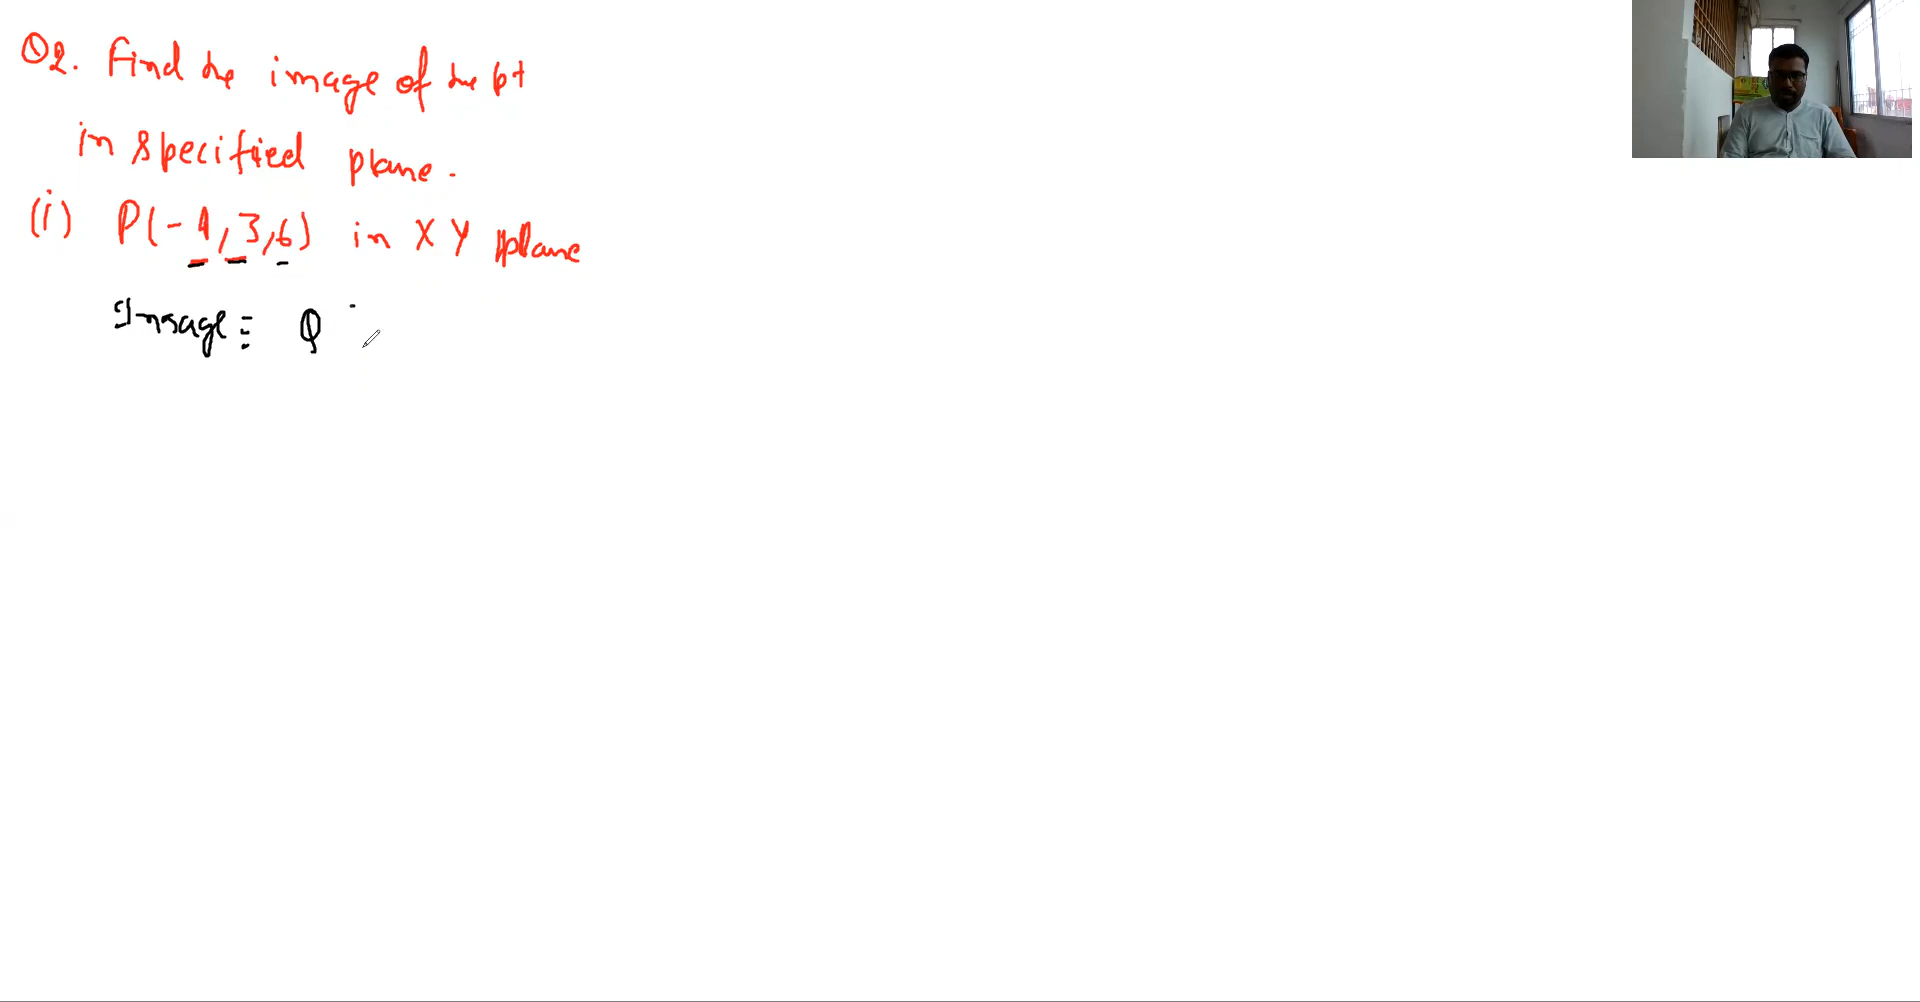 Q2. Find the image of the pt
in specified plane.
(i) P(-4, 3, 6) in XY plane
Image ≡ Q